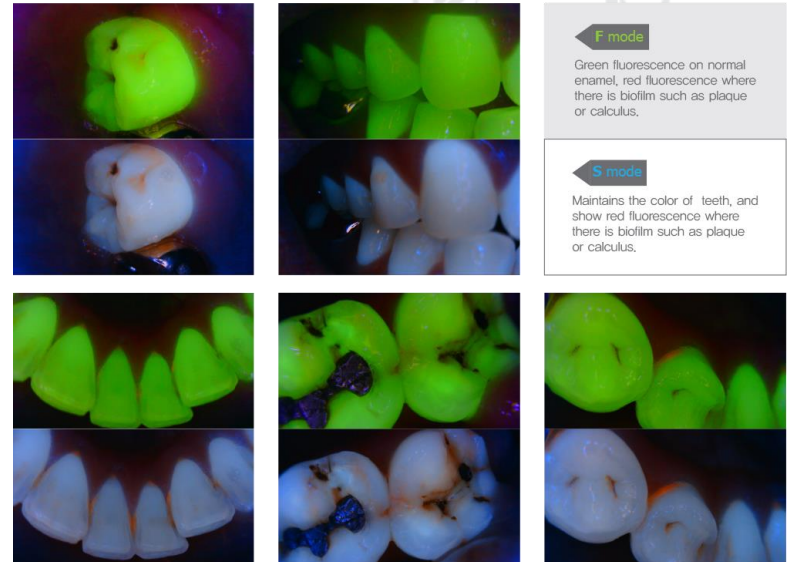 F mode
Green fluorescence on normal
enamel, red fluorescence where
there is biofilm such as plaque
or calculus.
S mode
Maintains the color of teeth, and
show red fluorescence where
there is biofilm such as plaque
or calculus.